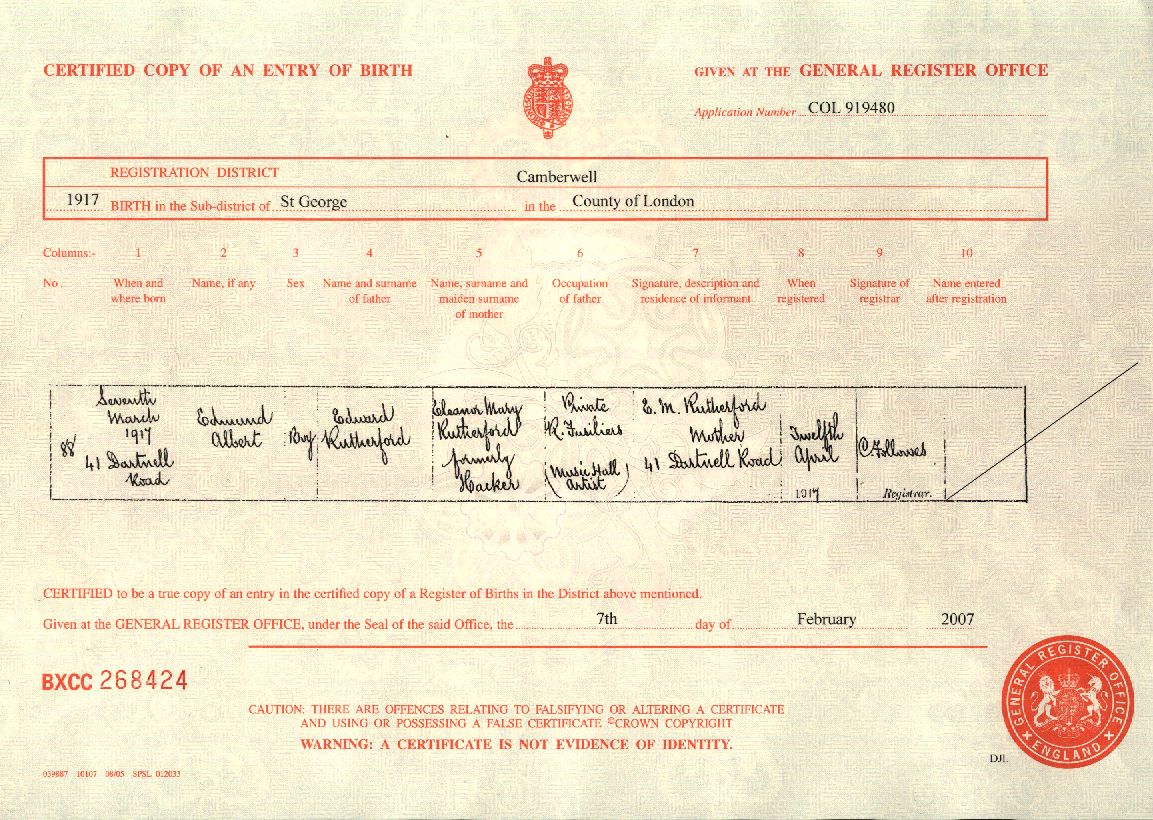 CERTIFIED COPY OF AN ENTRY OF BIRTH
GIVEN AT THE GENERAL REGISTER OFFICE
Application Number COL 919480
REGISTRATION DISTRICT Camberwell
1917 BIRTH in the Sub-district of St George in the County of London
Columns:- 1 2 3 4 5 6 7 8 9 10
No. When and where born
Name, if any
Sex
Name and surname of father
Name, surname and maiden surname of mother
Occupation of father
Signature, description and residence of informant
When registered
Signature of registrar
Name entered after registration
88
Seventh
March
1917
41 Dartnell
Road
Edmund
Albert
Boy
Edward
Rutherford
Eleanor Mary
Rutherford
formerly
Hacker
Private
R. Fusiliers
(Music Hall
Artist)
E. M. Rutherford
Mother
41 Dartnell Road
Twelfth
April
1917
C. Followes
Registrar.
CERTIFIED to be a true copy of an entry in the certified copy of a Register of Births in the District above mentioned.
Given at the GENERAL REGISTER OFFICE, under the Seal of the said Office, the 7th day of February 2007
BXCC 268424
CAUTION: THERE ARE OFFENCES RELATING TO FALSIFYING OR ALTERING A CERTIFICATE
AND USING OR POSSESSING A FALSE CERTIFICATE ©CROWN COPYRIGHT
WARNING: A CERTIFICATE IS NOT EVIDENCE OF IDENTITY.
GENERAL REGISTER OFFICE
ENGLAND
DJL
039887 10107 08/05 SPSL 012033